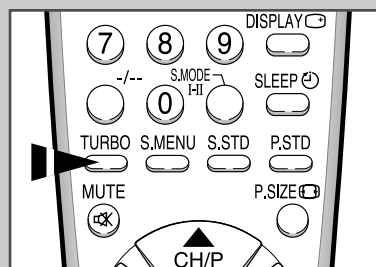 DISPLAY
7 8 9
-/-- S.MODE SLEEP
I-II
0
TURBO S.MENU S.STD P.STD
MUTE P.SIZE
CH/P